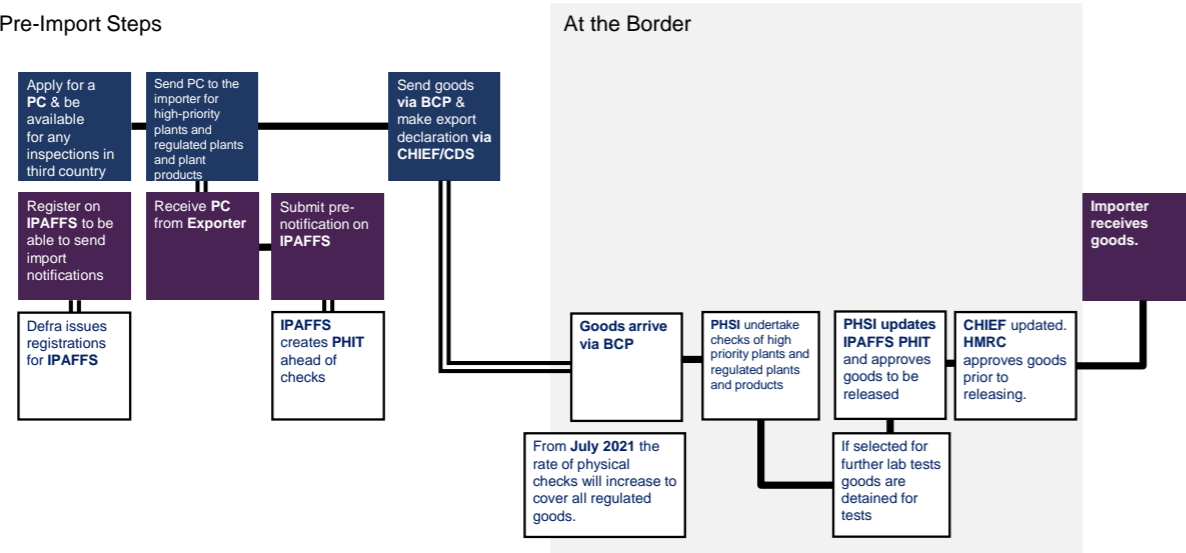 Pre-Import Steps
At the Border
Apply for a
PC & be
available
for any
inspections in
third country
Send PC to the
importer for
high-priority
plants and
regulated plants
and plant
products
Send goods
via BCP &
make export
declaration via
CHIEF/CDS
Register on
IPAFFS to be
able to send
import
notifications
Receive PC
from Exporter
Submit pre-
notification on
IPAFFS
Importer
receives
goods.
Defra issues
registrations
for IPAFFS
IPAFFS
creates PHIT
ahead of
checks
Goods arrive
via BCP
PHSI undertake
checks of high
priority plants and
regulated plants
and products
PHSI updates
IPAFFS PHIT
and approves
goods to be
released
CHIEF updated.
HMRC
approves goods
prior to
releasing.
From July 2021 the
rate of physical
checks will increase to
cover all regulated
goods.
If selected for
further lab tests
goods are
detained for
tests